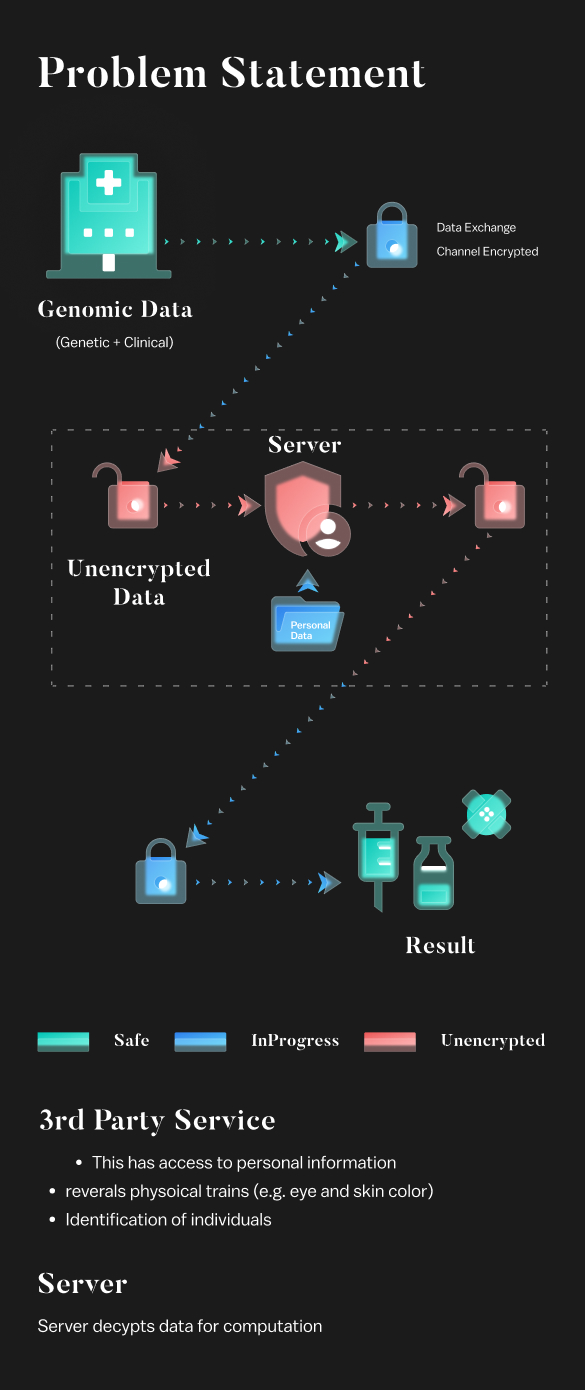 Problem Statement
Data Exchange
Channel Encrypted
Genomic Data
(Genetic + Clinical)
Server
Unencrypted
Data
Personal
Data
Result
Safe
InProgress
Unencrypted
3rd Party Service
• This has access to personal information
• reverals physoical trains (e.g. eye and skin color)
• Identification of individuals
Server
Server decypts data for computation